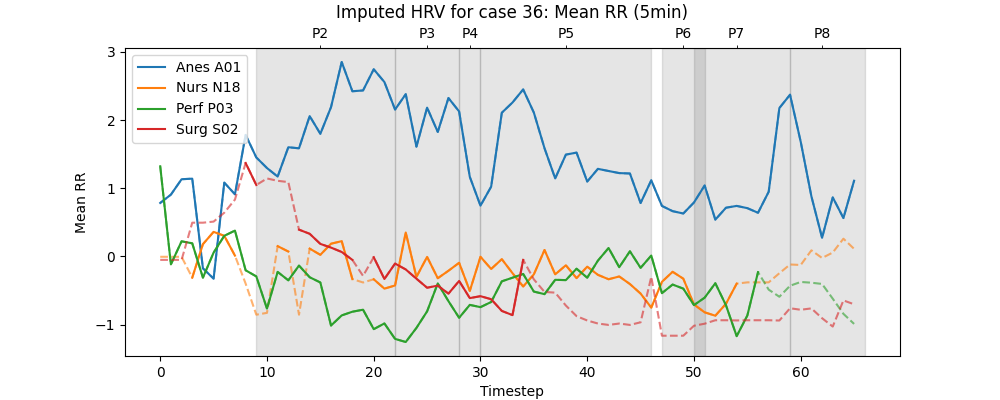 Imputed HRV for case 36: Mean RR (5min)
P2 P3 P4 P5 P6 P7 P8
Anes A01
Nurs N18
Perf P03
Surg S02
3
2
1
0
−1
Mean RR
0 10 20 30 40 50 60
Timestep